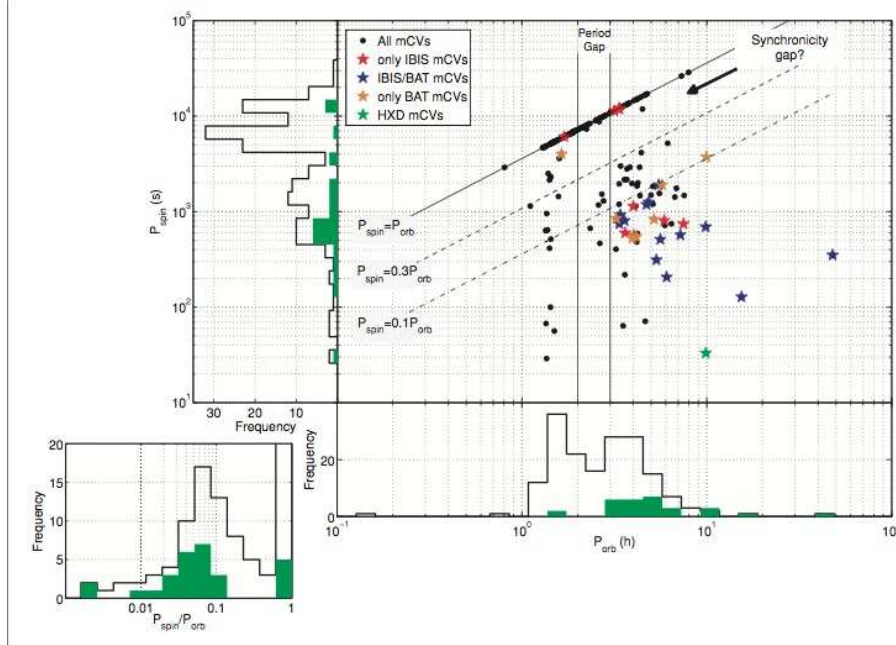 10^5
10^4
10^3
10^2
10^1
P_spin (s)
30 20 10
Frequency
All mCVs
only IBIS mCVs
IBIS/BAT mCVs
only BAT mCVs
HXD mCVs
Period
Gap
Synchronicity
gap?
P_spin=P_orb
P_spin=0.3P_orb
P_spin=0.1P_orb
20
15
10
5
0
Frequency
0.01 0.1 1
P_spin/P_orb
20
0
Frequency
10^-1 10^0 10^1 10
P_orb (h)